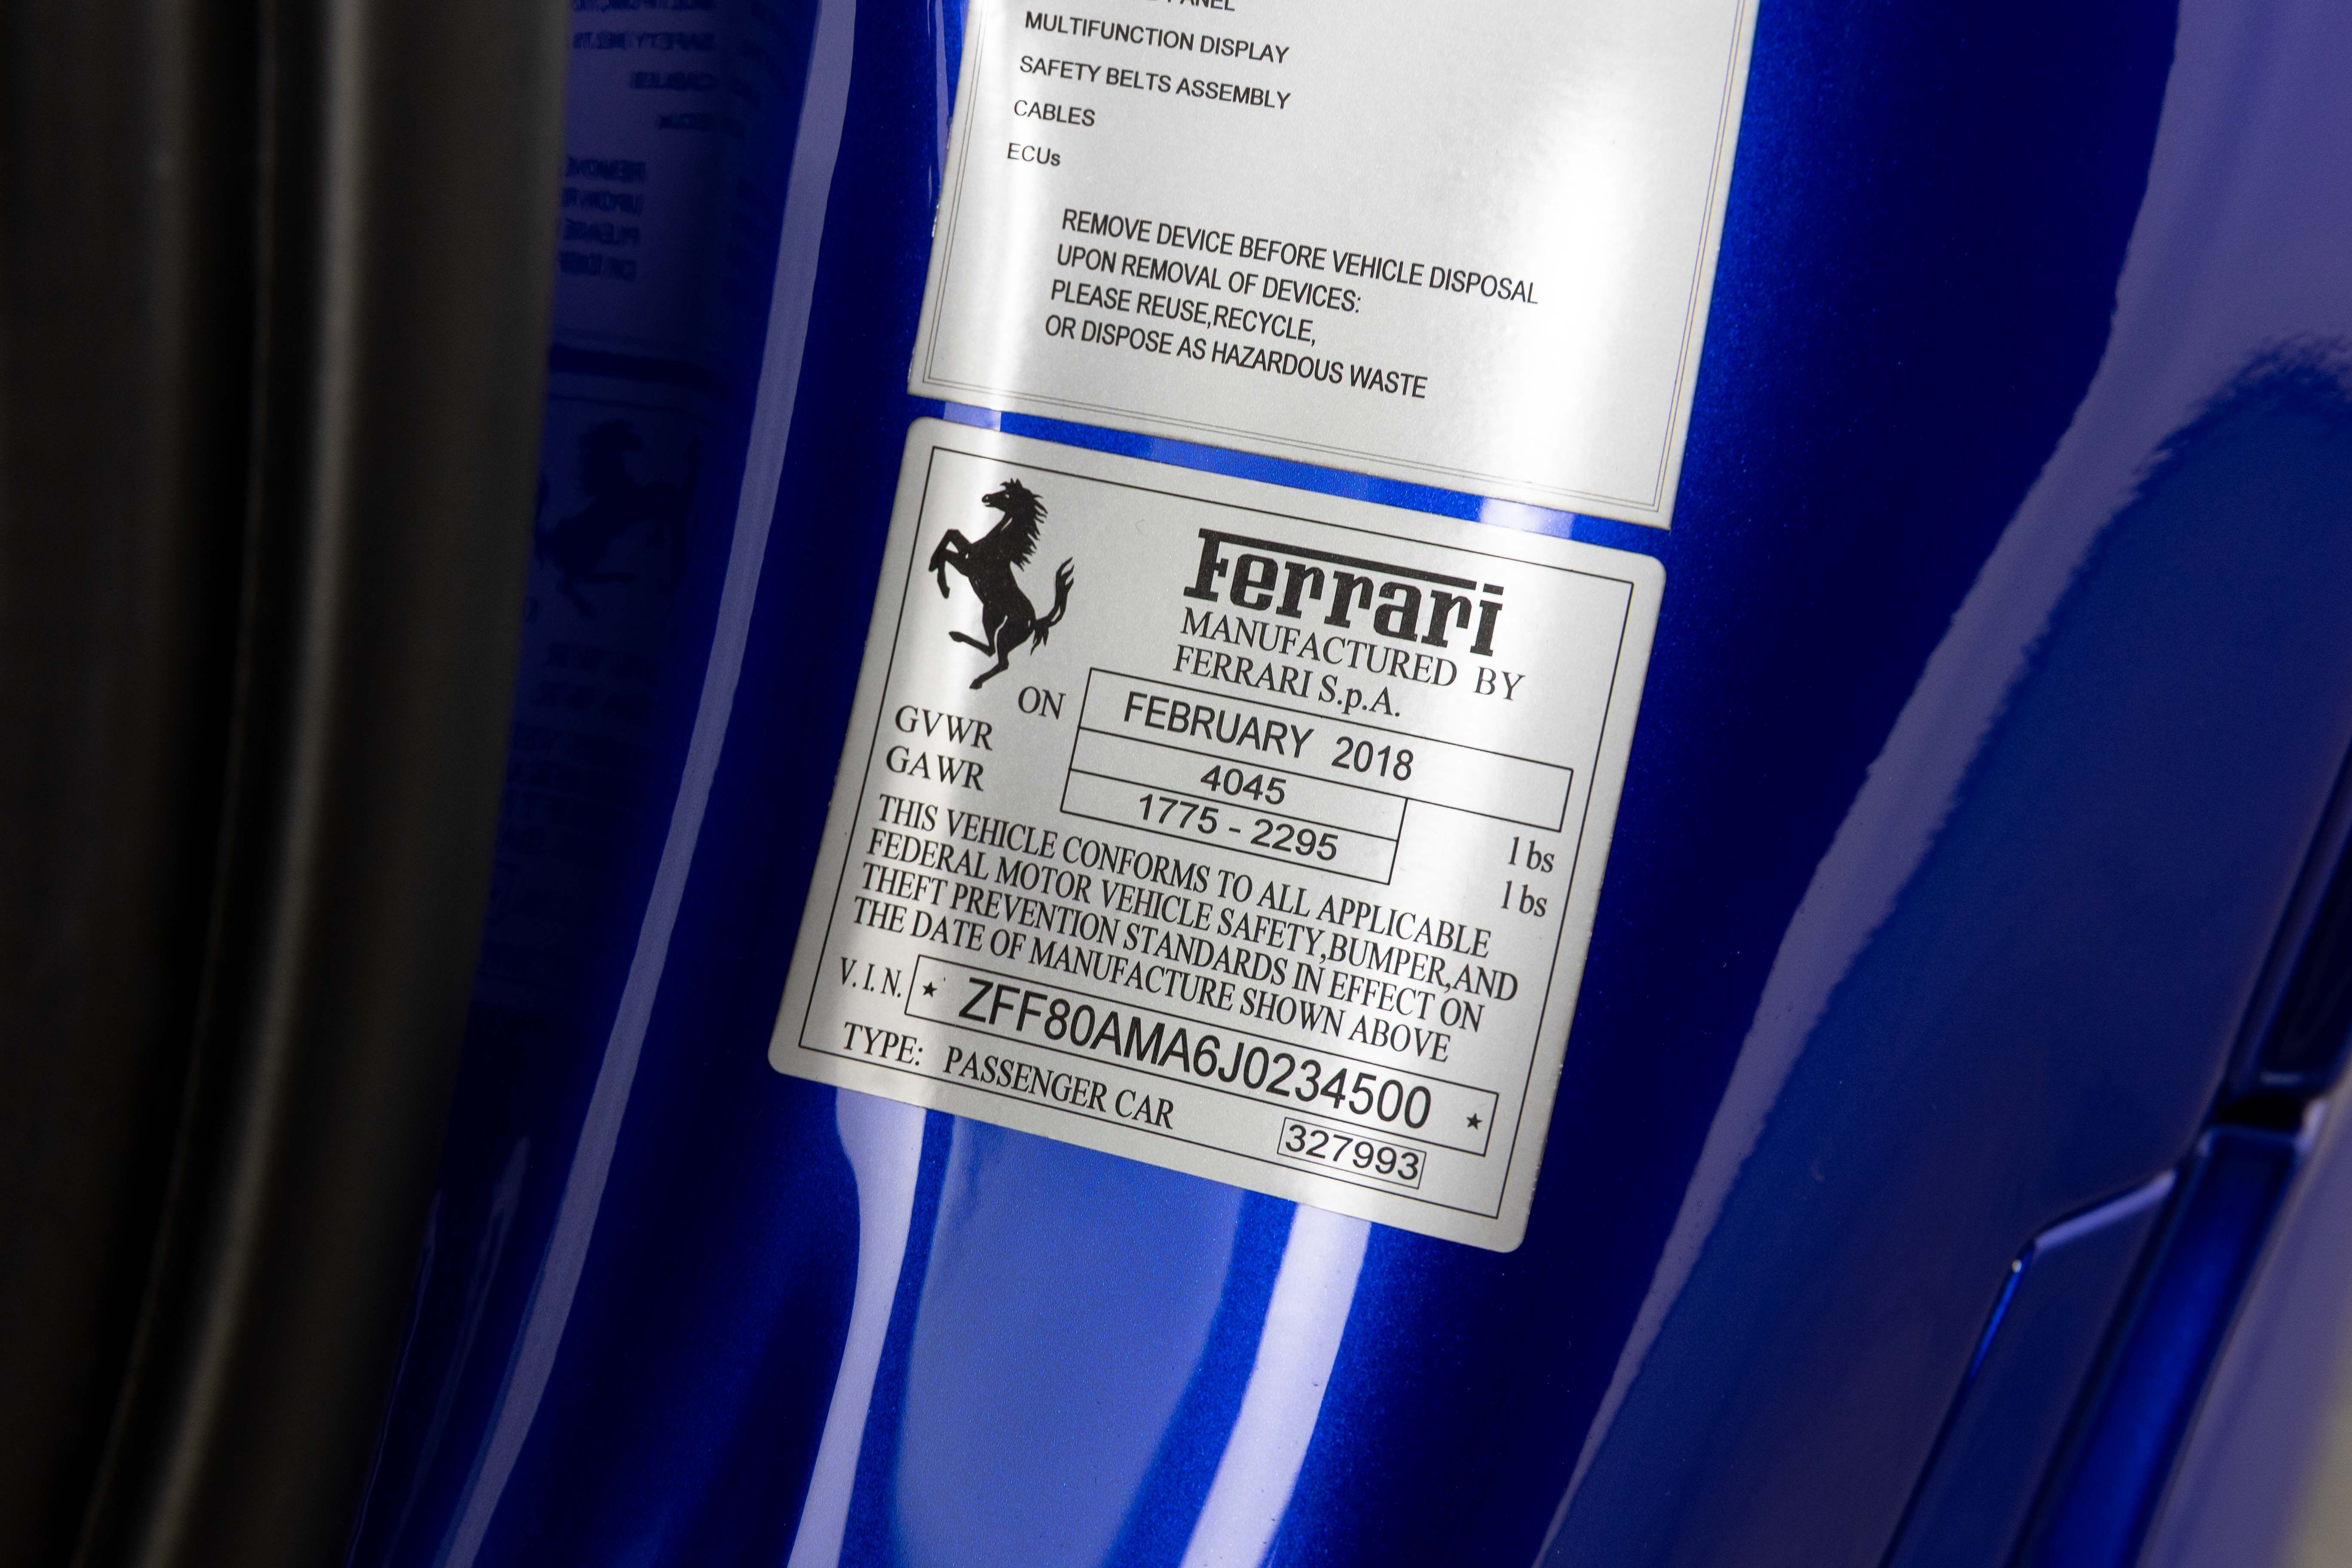 MULTIFUNCTION DISPLAY
SAFETY BELTS ASSEMBLY
CABLES
ECUs
REMOVE DEVICE BEFORE VEHICLE DISPOSAL
UPON REMOVAL OF DEVICES:
PLEASE REUSE,RECYCLE,
OR DISPOSE AS HAZARDOUS WASTE
Ferrari
MANUFACTURED BY
FERRARI S.p.A.
ON FEBRUARY 2018
GVWR 4045 lbs
GAWR 1775 - 2295 lbs
THIS VEHICLE CONFORMS TO ALL APPLICABLE
FEDERAL MOTOR VEHICLE SAFETY,BUMPER,AND
THEFT PREVENTION STANDARDS IN EFFECT ON
THE DATE OF MANUFACTURE SHOWN ABOVE
V.I.N. ★ ZFF80AMA6J0234500 ★
TYPE: PASSENGER CAR
327993